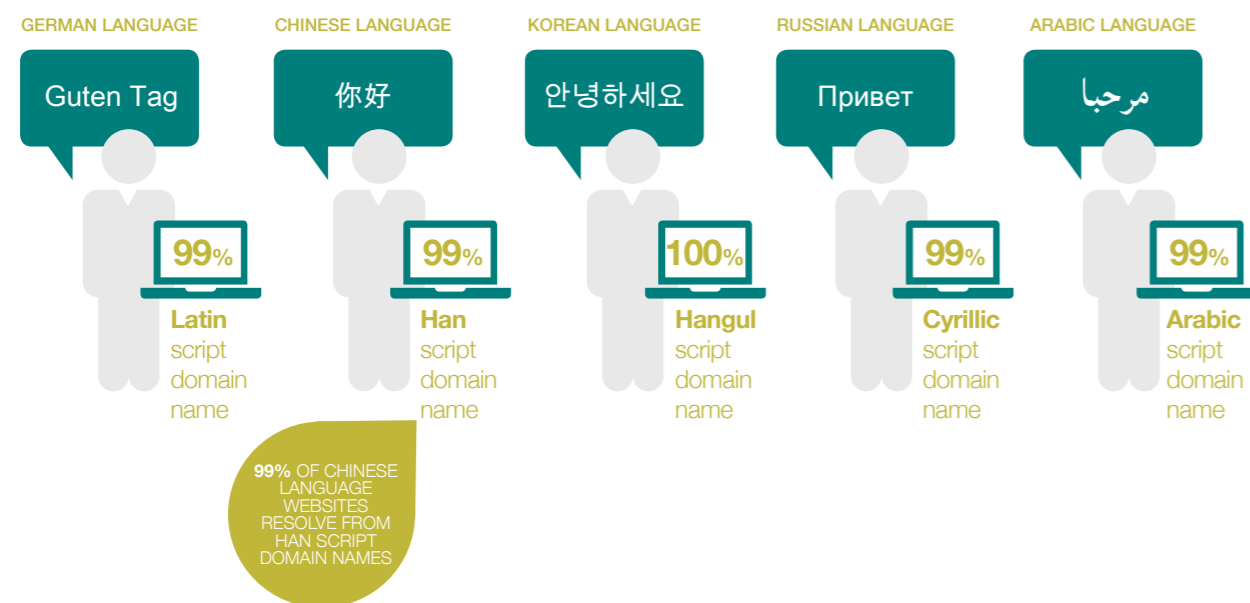 GERMAN LANGUAGE
CHINESE LANGUAGE
KOREAN LANGUAGE
RUSSIAN LANGUAGE
ARABIC LANGUAGE
Guten Tag
你好
안녕하세요
Привет
مرحبا
99%
99%
100%
99%
99%
Latin
script
domain
name
Han
script
domain
name
Hangul
script
domain
name
Cyrillic
script
domain
name
Arabic
script
domain
name
99% OF CHINESE
LANGUAGE
WEBSITES
RESOLVE FROM
HAN SCRIPT
DOMAIN NAMES